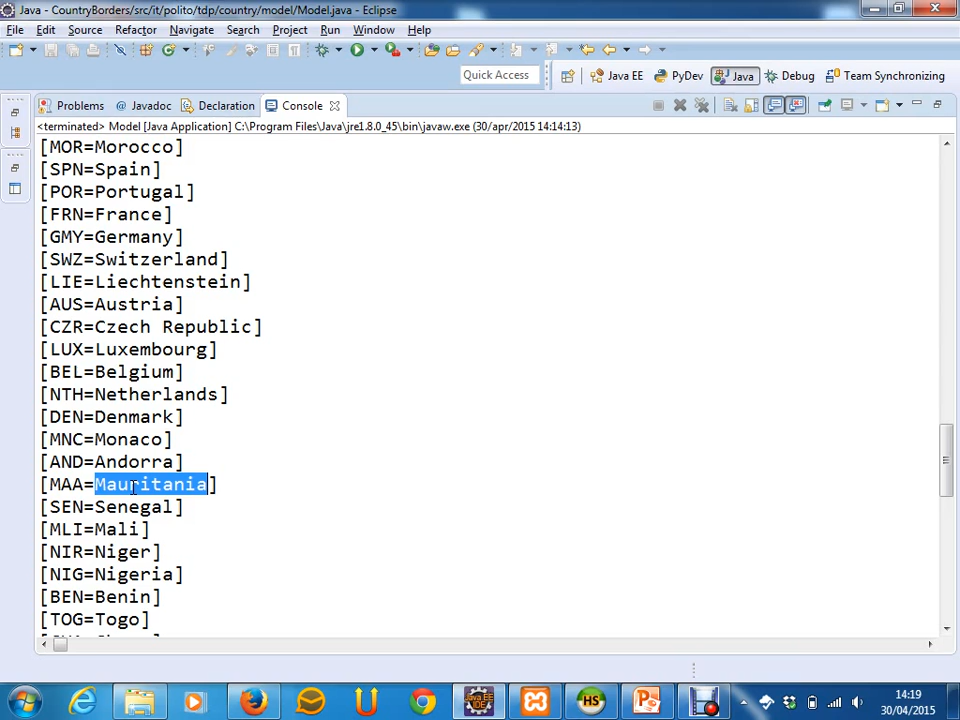 Java - CountryBorders/src/it/polito/tdp/country/model/Model.java - Eclipse
File Edit Source Refactor Navigate Search Project Run Window Help
Quick Access Java EE PyDev Java Debug Team Synchronizing
Problems Javadoc Declaration Console
<terminated> Model [Java Application] C:\Program Files\Java\jre1.8.0_45\bin\javaw.exe (30/apr/2015 14:14:13)
[MOR=Morocco]
[SPN=Spain]
[POR=Portugal]
[FRN=France]
[GMY=Germany]
[SWZ=Switzerland]
[LIE=Liechtenstein]
[AUS=Austria]
[CZR=Czech Republic]
[LUX=Luxembourg]
[BEL=Belgium]
[NTH=Netherlands]
[DEN=Denmark]
[MNC=Monaco]
[AND=Andorra]
[MAA=Mauritania]
[SEN=Senegal]
[MLI=Mali]
[NIR=Niger]
[NIG=Nigeria]
[BEN=Benin]
[TOG=Togo]
Java EE
IDE
HS
14:19
30/04/2015